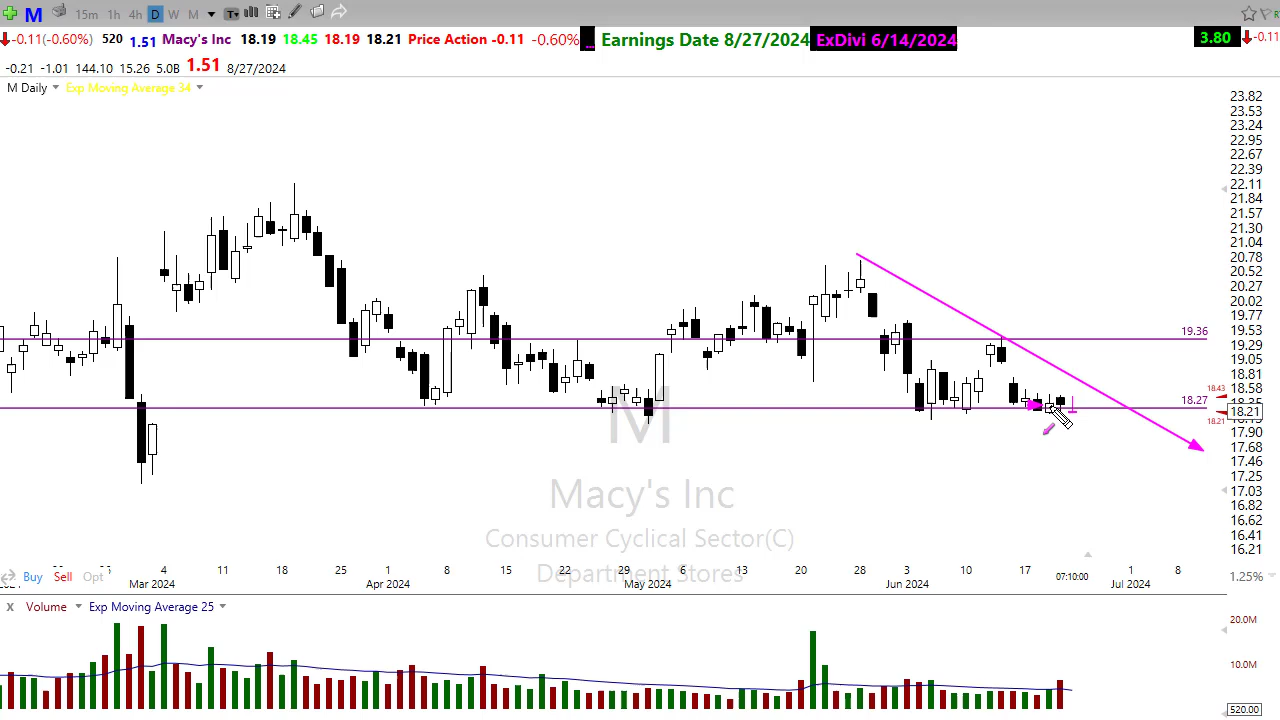 M 15m 1h 4h D W M T
-0.11(-0.60%) 520 1.51 Macy's Inc 18.19 18.45 18.19 18.21 Price Action -0.11 -0.60% ... Earnings Date 8/27/2024 ExDivi 6/14/2024 3.80 -0.11
-0.21 -1.01 144.10 15.26 5.0B 1.51 8/27/2024
M Daily Exp Moving Average 34
23.82
23.53
23.24
22.95
22.67
22.39
22.11
21.84
21.57
21.30
21.04
20.78
20.52
20.27
20.02
19.77
19.53
19.36
19.29
19.05
18.81
18.58
18.43
18.27
18.21
18.21
17.90
17.68
17.46
17.25
17.03
16.82
16.62
16.41
16.21
M
Macy's Inc
Consumer Cyclical Sector(C)
Department Stores
4 11 18 25 8 15 22 29 6 13 20 28 3 10 17 07:10:00 1 8
Buy Sell Opt 1.25%
Mar 2024 April 2024 May 2024 Jun 2024 Jul 2024
X Volume Exp Moving Average 25
20.0M
10.0M
520.00